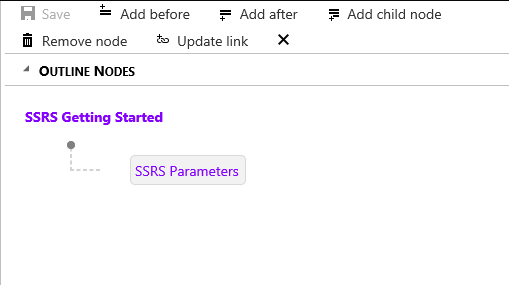 Save Add before Add after Add child node
Remove node Update link
OUTLINE NODES
SSRS Getting Started
SSRS Parameters